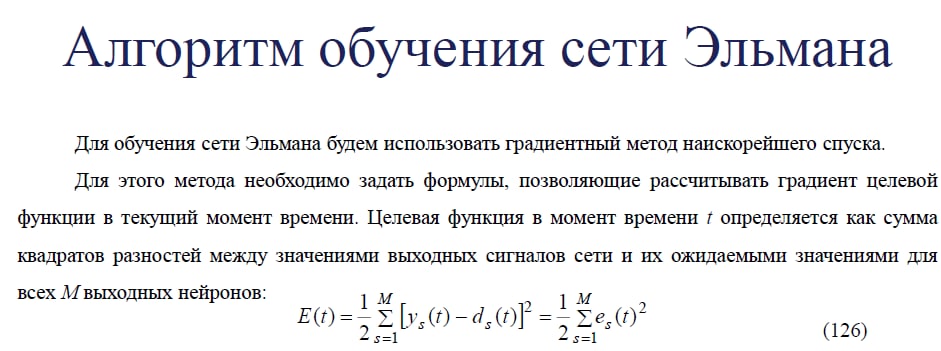 Алгоритм обучения сети Эльмана
Для обучения сети Эльмана будем использовать градиентный метод наискорейшего спуска.
Для этого метода необходимо задать формулы, позволяющие рассчитывать градиент целевой
функции в текущий момент времени. Целевая функция в момент времени t определяется как сумма
квадратов разностей между значениями выходных сигналов сети и их ожидаемыми значениями для
всех M выходных нейронов:
E(t) = \frac{1}{2} \sum_{s=1}^{M} [y_s(t) − d_s(t)]^2 = \frac{1}{2} \sum_{s=1}^{M} e_s(t)^2 (126)